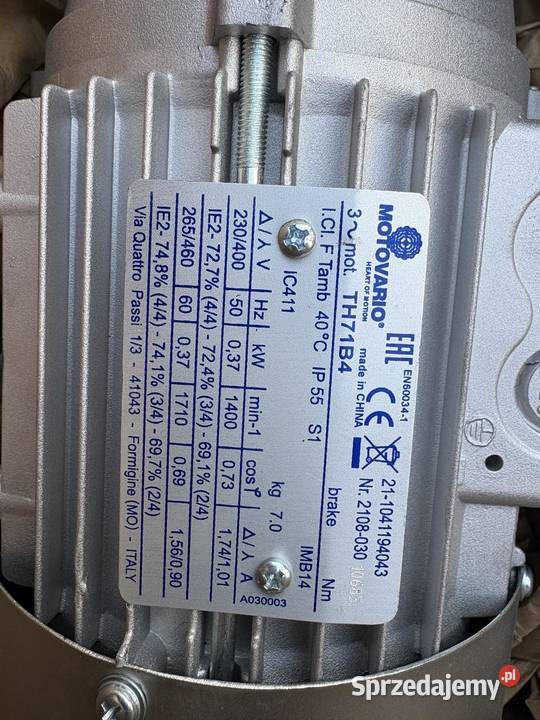 MOTOVARIO®
HEART OF MOTION
EAC
EN60034-1
CE
21-1041194043
3~mot. TH71B4
made in CHINA
Nr. 2108-030 10685
I.Cl. F Tamb 40°C IP 55 S1
brake
Nm
IC411
kg 7.0
IMB14
Δ/⅄ V Hz kW min-1 cosφ Δ/⅄ A
A030003
230/400 50 0,37 1400 0,73 1,74/1,01
IE2- 72,7% (4/4) - 72,4% (3/4) - 69,1% (2/4)
265/460 60 0,37 1710 0,69 1,56/0,90
IE2- 74,8% (4/4) - 74,1% (3/4) - 69,7% (2/4)
Via Quattro Passi 1/3 - 41043 - Formigine (MO) - ITALY
Sprzedajemy.pl